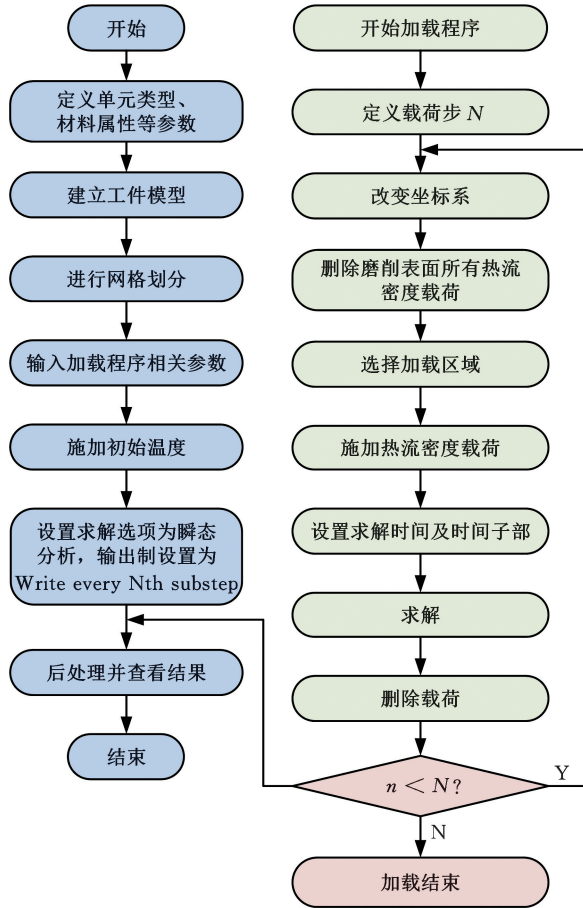 开始
定义单元类型、
材料属性等参数
建立工件模型
进行网格划分
输入加载程序相关参数
施加初始温度
设置求解选项为瞬态
分析，输出制设置为
Write every Nth substep
后处理并查看结果
结束
开始加载程序
定义载荷步 N
改变坐标系
删除磨削表面所有热流
密度载荷
选择加载区域
施加热流密度载荷
设置求解时间及时间子部
求解
删除载荷
n < N?
Y
N
加载结束